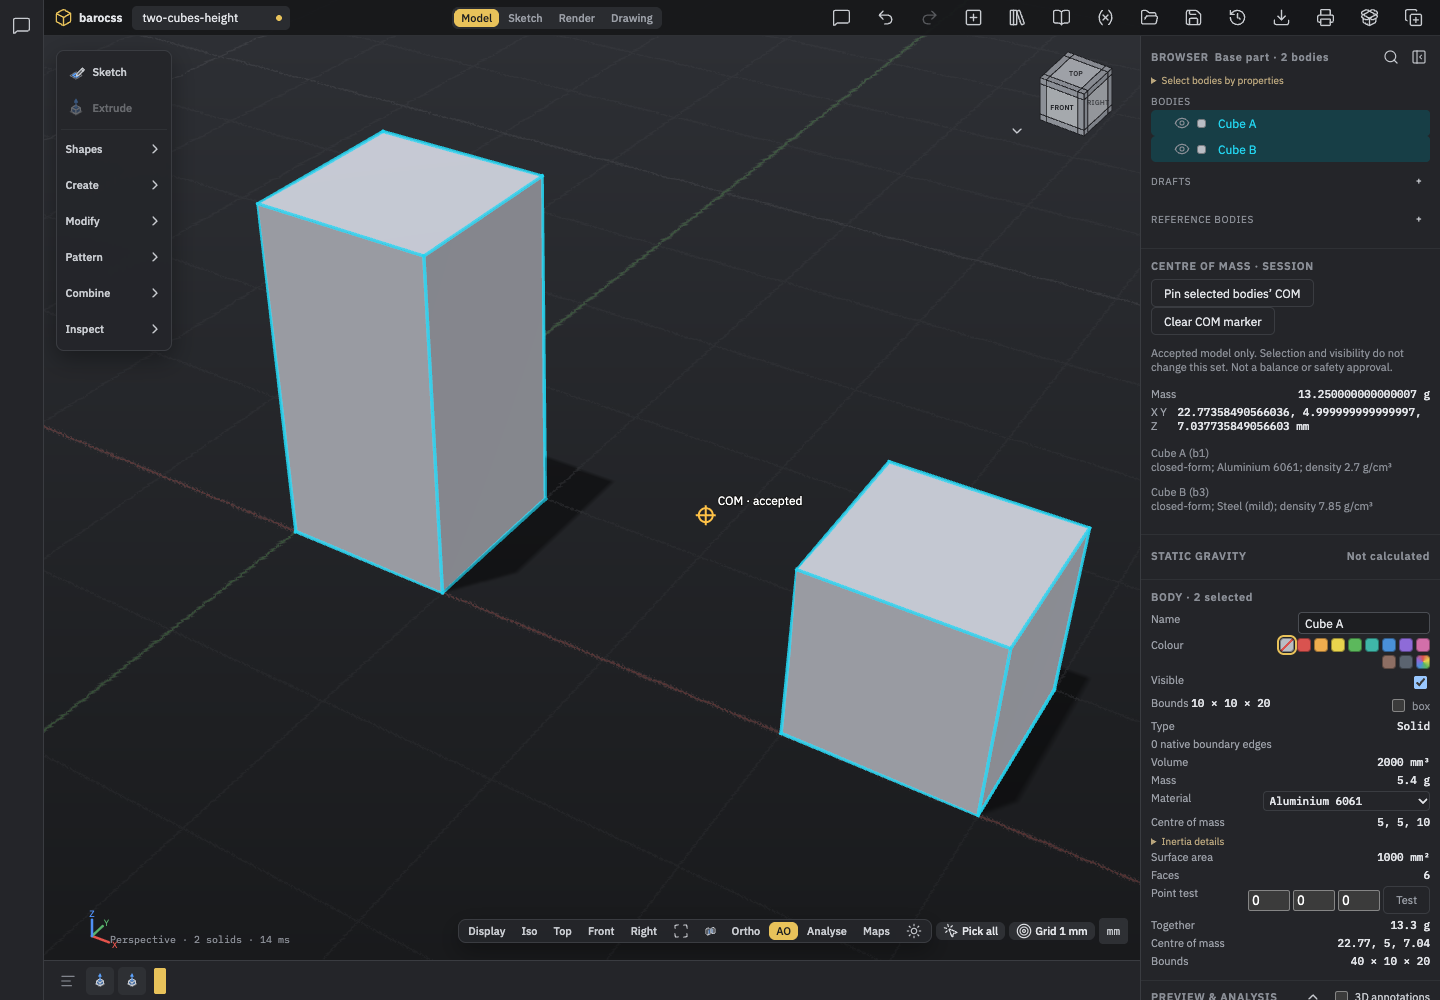 barocss
two-cubes-height
Model
Sketch
Render
Drawing
Sketch
Extrude
Shapes
Create
Modify
Pattern
Combine
Inspect
TOP
FRONT
RIGHT
COM · accepted
Z
Y
X
Perspective · 2 solids · 14 ms
Display
Iso
Top
Front
Right
Ortho
AO
Analyse
Maps
Pick all
Grid 1 mm
mm
BROWSER Base part · 2 bodies
Select bodies by properties
BODIES
Cube A
Cube B
DRAFTS +
REFERENCE BODIES +
CENTRE OF MASS · SESSION
Pin selected bodies’ COM
Clear COM marker
Accepted model only. Selection and visibility do not
change this set. Not a balance or safety approval.
Mass 13.250000000000007 g
X Y 22.77358490566036, 4.999999999999997,
Z 7.037735849056603 mm
Cube A (b1)
closed-form; Aluminium 6061; density 2.7 g/cm³
Cube B (b3)
closed-form; Steel (mild); density 7.85 g/cm³
STATIC GRAVITY Not calculated
BODY · 2 selected
Name Cube A
Colour
Visible
Bounds 10 × 10 × 20 box
Type Solid
0 native boundary edges
Volume 2000 mm³
Mass 5.4 g
Material Aluminium 6061
Centre of mass 5, 5, 10
Inertia details
Surface area 1000 mm²
Faces 6
Point test 0 0 0 Test
Together 13.3 g
Centre of mass 22.77, 5, 7.04
Bounds 40 × 10 × 20
PREVIEW & ANALYSIS 3D annotations